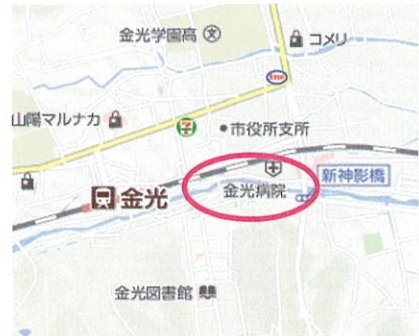 金光学園高
コメリ
山陽マルナカ
市役所支所
新神影橋
金光病院
金光
金光図書館